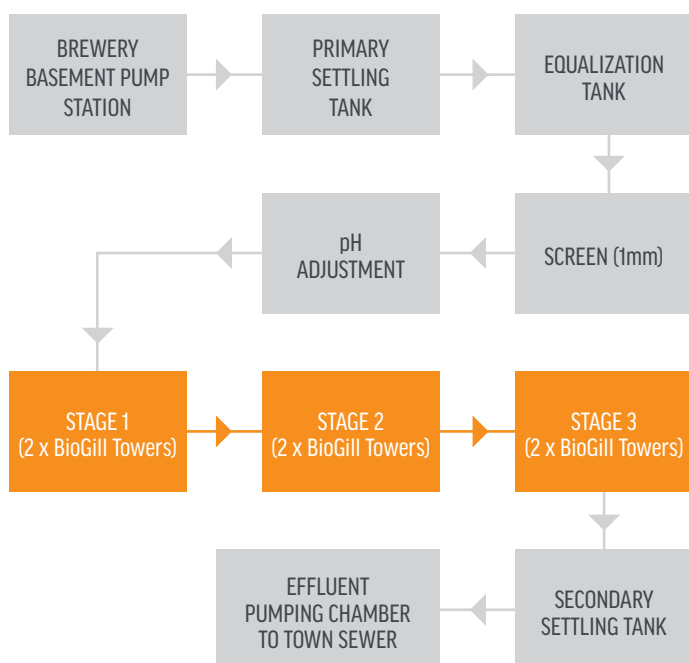 BREWERY
BASEMENT PUMP
STATION
PRIMARY
SETTLING
TANK
EQUALIZATION
TANK
SCREEN (1mm)
pH
ADJUSTMENT
STAGE 1
(2 x BioGill Towers)
STAGE 2
(2 x BioGill Towers)
STAGE 3
(2 x BioGill Towers)
SECONDARY
SETTLING TANK
EFFLUENT
PUMPING CHAMBER
TO TOWN SEWER